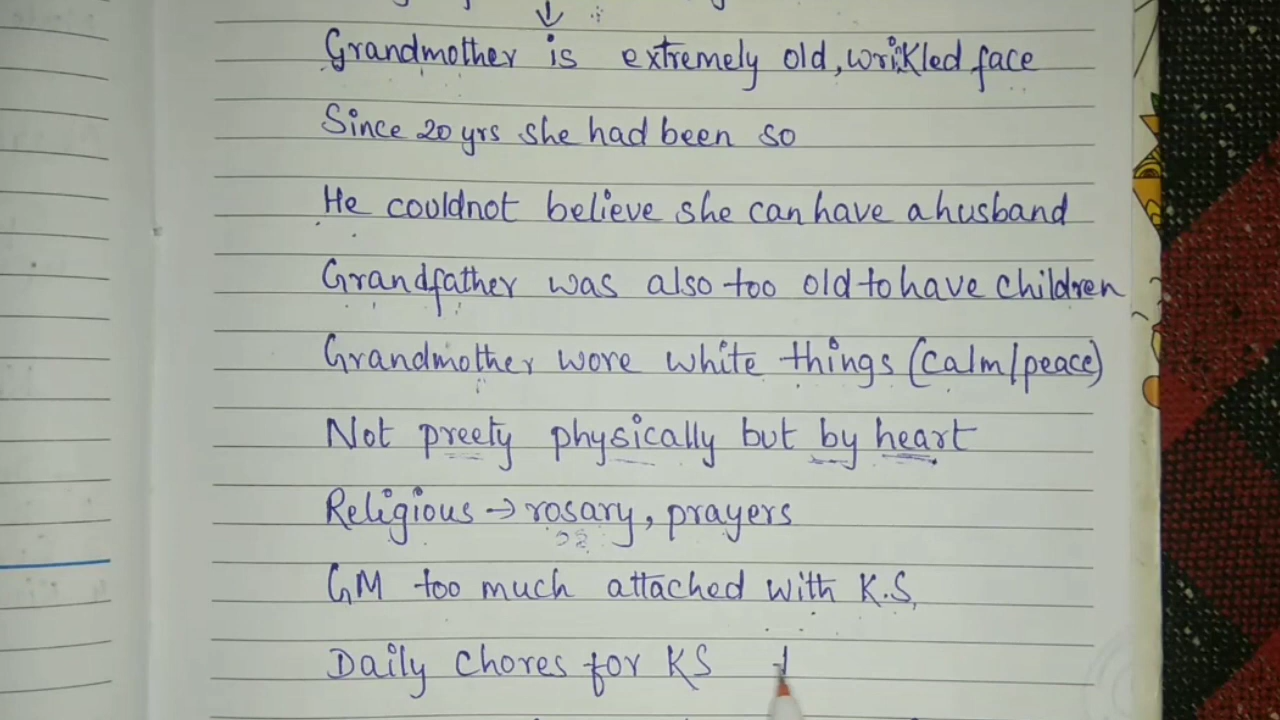 Grandmother is extremely old, wrikled face
Since 20 yrs she had been so
He couldnot believe she can have a husband
Grandfather was also too old to have children
Grandmother wore white things (calm/peace)
Not preety physically but by heart
Religious → rosary, prayers
GM too much attached with K.S,
Daily chores for KS